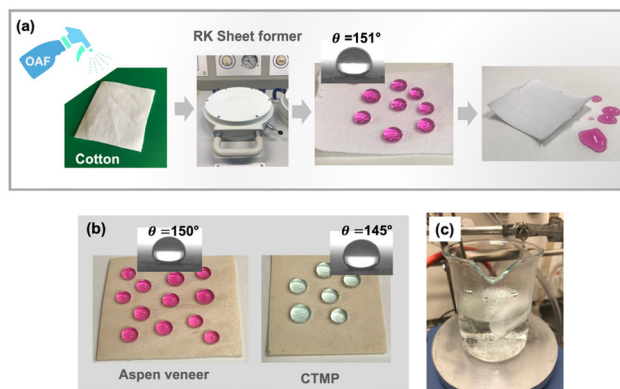 (a)
RK Sheet former
θ =151°
OAF
Cotton
(b)
θ =150°
θ =145°
(c)
Aspen veneer
CTMP